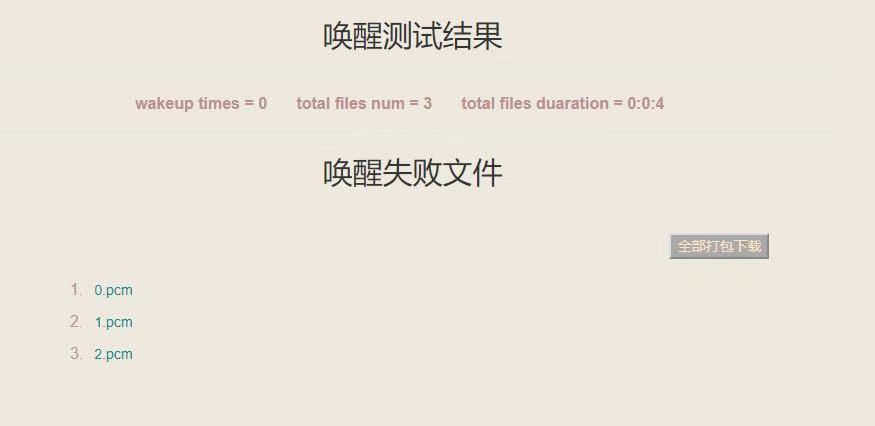 唤醒测试结果
wakeup times = 0 total files num = 3 total files duaration = 0:0:4
唤醒失败文件
全部打包下载
1. 0.pcm
2. 1.pcm
3. 2.pcm